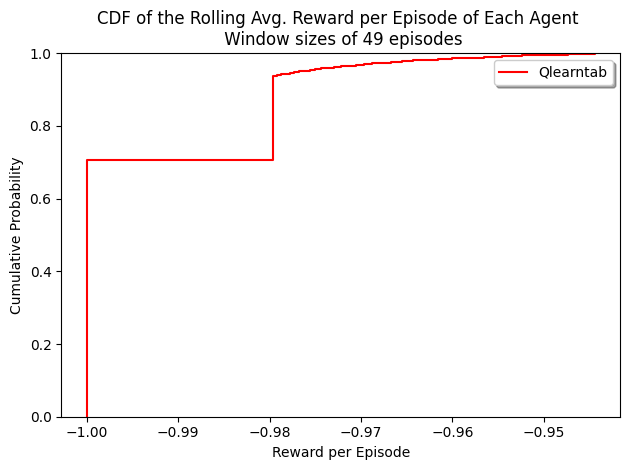 CDF of the Rolling Avg. Reward per Episode of Each Agent
Window sizes of 49 episodes
Qlearntab
1.0
0.8
0.6
0.4
0.2
0.0
Cumulative Probability
−1.00 −0.99 −0.98 −0.97 −0.96 −0.95
Reward per Episode